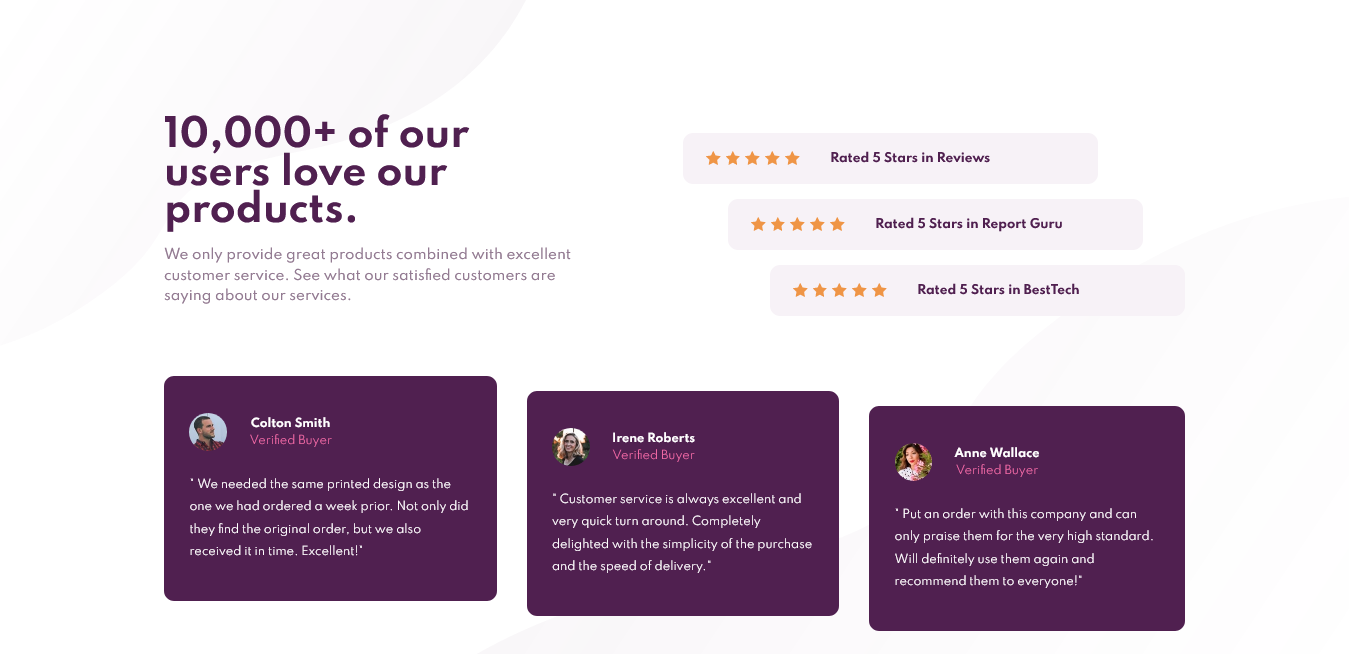 10,000+ of our
users love our
products.
We only provide great products combined with excellent
customer service. See what our satisfied customers are
saying about our services.
Rated 5 Stars in Reviews
Rated 5 Stars in Report Guru
Rated 5 Stars in BestTech
Colton Smith
Verified Buyer
" We needed the same printed design as the
one we had ordered a week prior. Not only did
they find the original order, but we also
received it in time. Excellent!"
Irene Roberts
Verified Buyer
" Customer service is always excellent and
very quick turn around. Completely
delighted with the simplicity of the purchase
and the speed of delivery."
Anne Wallace
Verified Buyer
" Put an order with this company and can
only praise them for the very high standard.
Will definitely use them again and
recommend them to everyone!"